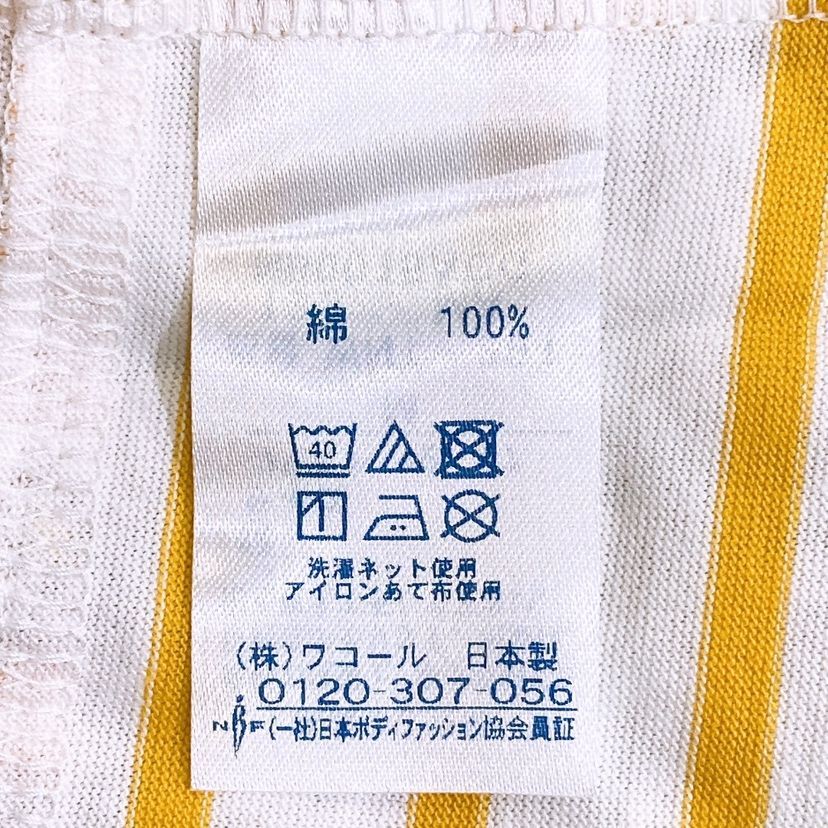 綿 100%
40
洗濯ネット使用
アイロンあて布使用
(株)ワコール 日本製
0120-307-056
NBF (一社)日本ボディファッション協会会員証